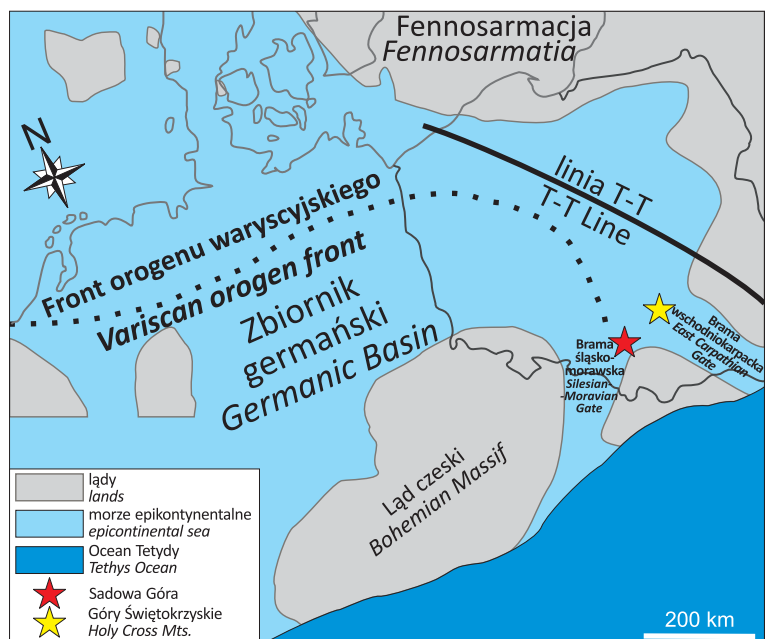 Fennosarmacja
Fennosarmatia
N
linia T-T
T-T Line
Front orogenu waryscyjskiego
Variscan orogen front
Zbiornik
germański
Germanic Basin
Brama
wschodniokarpacka
East Carpathian
Gate
Brama
śląsko-
morawska
Silesian-
-Moravian
Gate
Ląd czeski
Bohemian Massif
lądy
lands
morze epikontynentalne
epicontinental sea
Ocean Tetydy
Tethys Ocean
Sadowa Góra
Góry Świętokrzyskie
Holy Cross Mts.
200 km